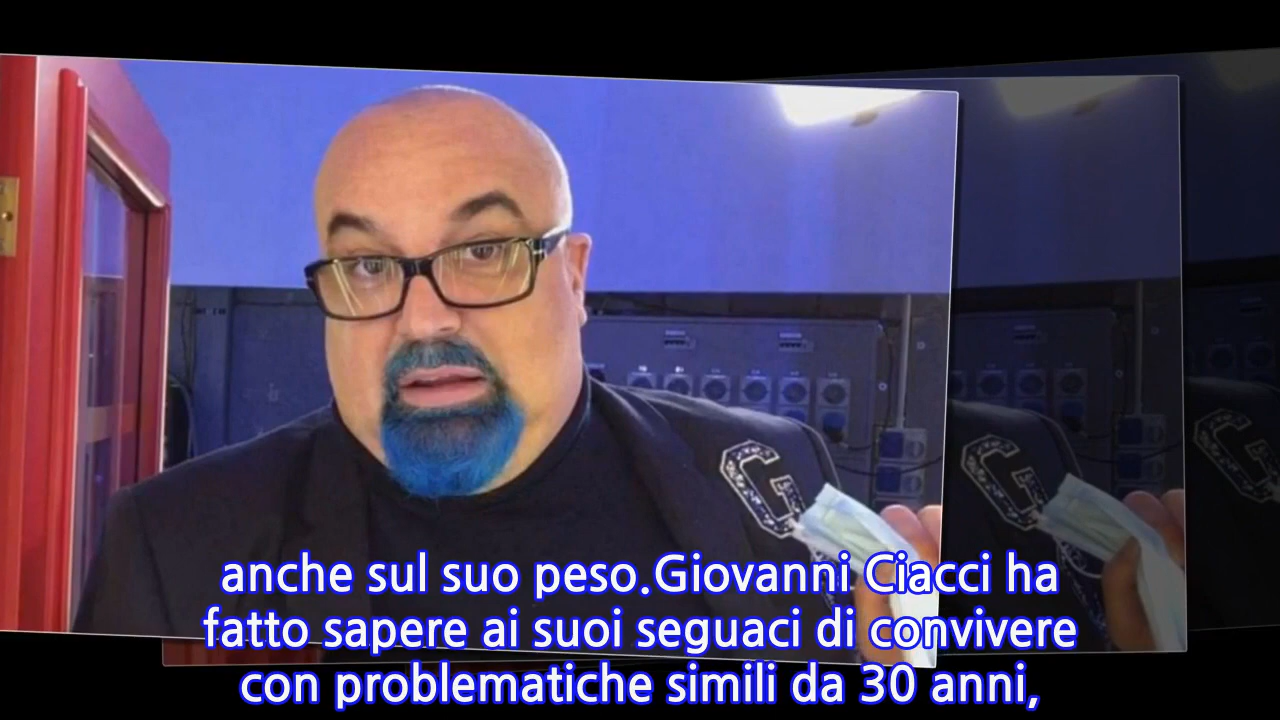 anche sul suo peso.Giovanni Ciacci ha
fatto sapere ai suoi seguaci di convivere
con problematiche simili da 30 anni,